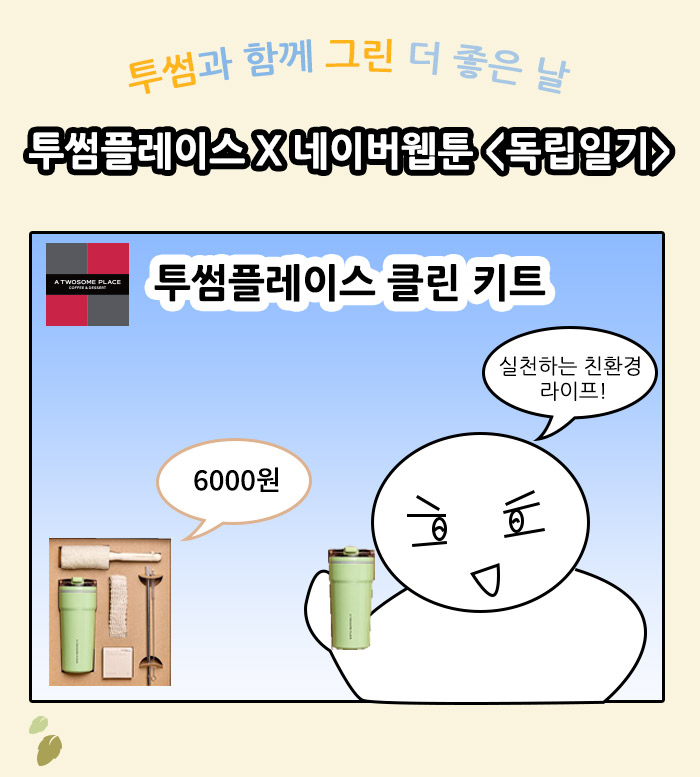 투썸과 함께 그린 더 좋은 날
투썸플레이스 X 네이버웹툰 <독립일기>
A TWOSOME PLACE
COFFEE & DESSERT
투썸플레이스 클린 키트
실천하는 친환경
라이프!
6000원